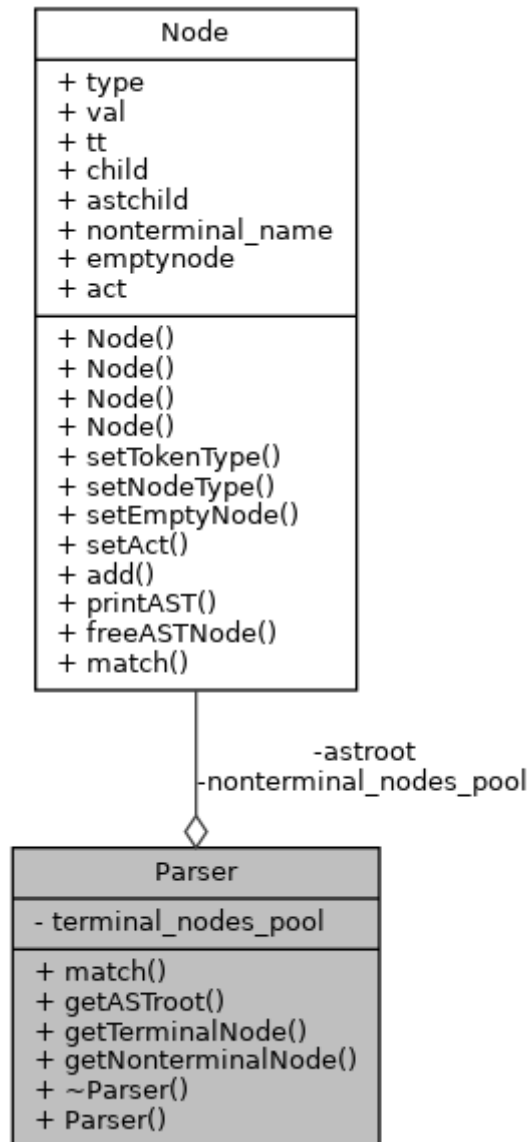 Node
+ type
+ val
+ tt
+ child
+ astchild
+ nonterminal_name
+ emptynode
+ act
+ Node()
+ Node()
+ Node()
+ Node()
+ setTokenType()
+ setNodeType()
+ setEmptyNode()
+ setAct()
+ add()
+ printAST()
+ freeASTNode()
+ match()
-astroot
-nonterminal_nodes_pool
Parser
- terminal_nodes_pool
+ match()
+ getASTroot()
+ getTerminalNode()
+ getNonterminalNode()
+ ~Parser()
+ Parser()